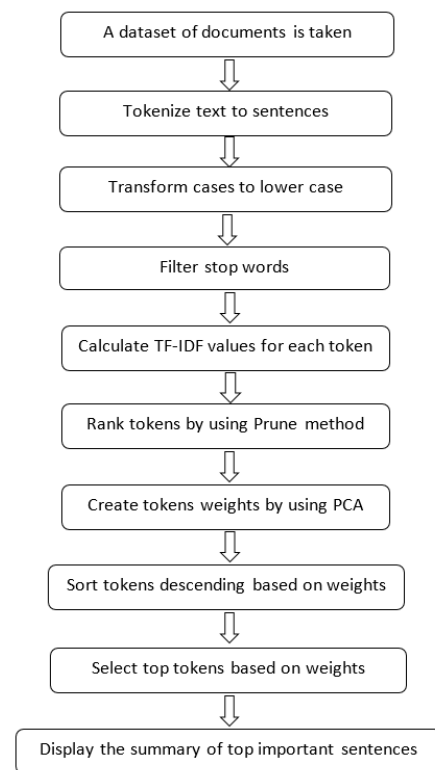 A dataset of documents is taken
Tokenize text to sentences
Transform cases to lower case
Filter stop words
Calculate TF-IDF values for each token
Rank tokens by using Prune method
Create tokens weights by using PCA
Sort tokens descending based on weights
Select top tokens based on weights
Display the summary of top important sentences